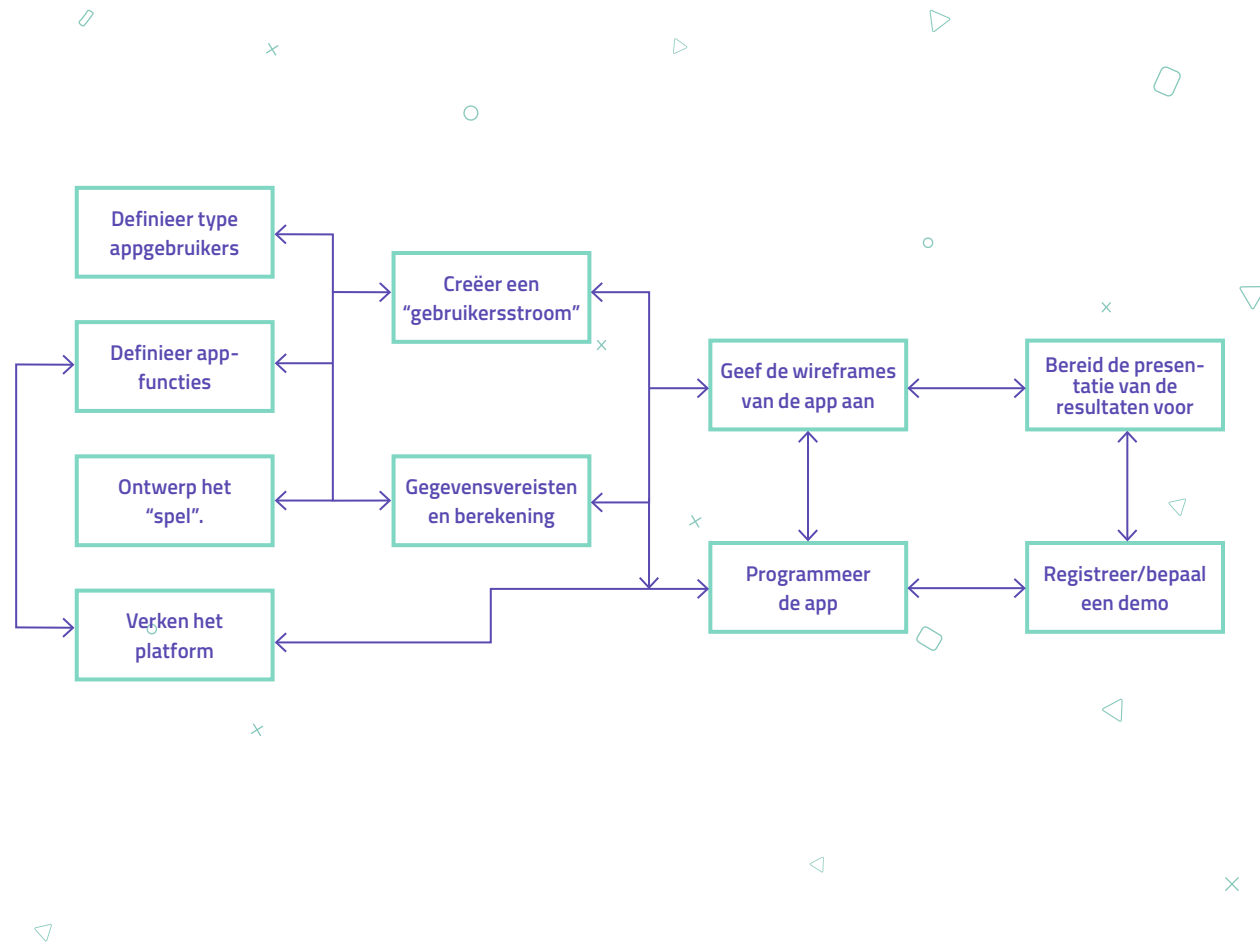 Definieer type
appgebruikers
Definieer app-
functies
Ontwerp het
“spel”.
Verken het
platform
Creëer een
“gebruikersstroom”
Gegevensvereisten
en berekening
Geef de wireframes
van de app aan
Programmeer
de app
Bereid de presen-
tatie van de
resultaten voor
Registreer/bepaal
een demo